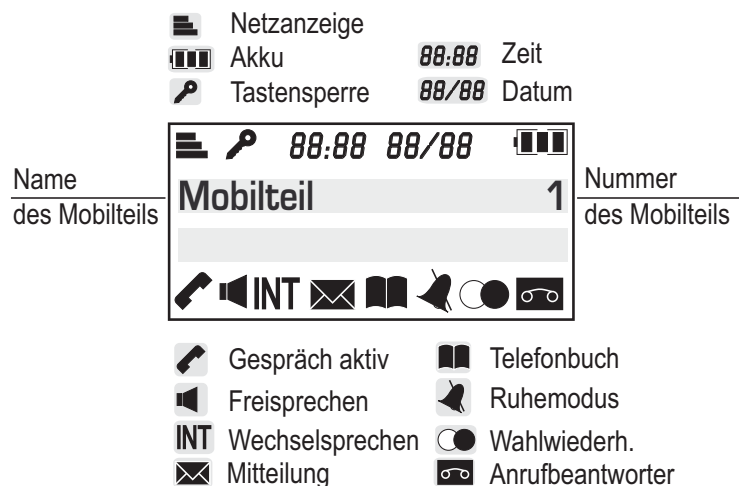 Netzanzeige
Akku 88:88 Zeit
Tastensperre 88/88 Datum
88:88 88/88
Name
des Mobilteils
Mobilteil 1
Nummer
des Mobilteils
INT
Gespräch aktiv Telefonbuch
Freisprechen Ruhemodus
INT Wechselsprechen Wahlwiederh.
Mitteilung Anrufbeantworter